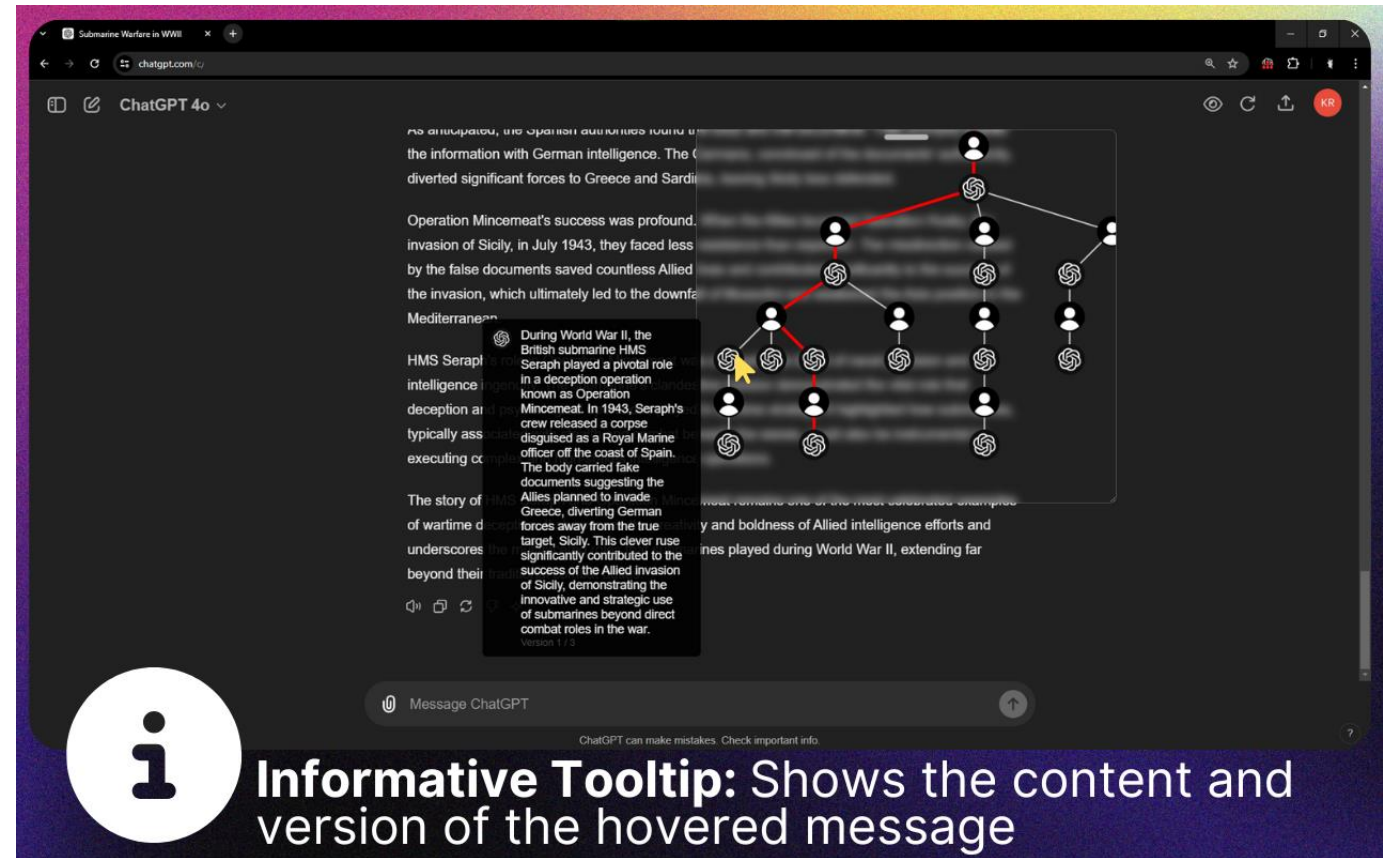 Submarine Warfare in WWII
chatgpt.com/c/
ChatGPT 4o
KR
As anticipated, the Spanish authorities found
the information with German intelligence. The
diverted significant forces to Greece and Sardi
Operation Mincemeat's success was profound.
invasion of Sicily, in July 1943, they faced less
by the false documents saved countless Allied
the invasion, which ultimately led to the downfa
Mediterranean
HMS Seraph
intelligence
deception an
typically ass
executing co
The story of HMS Mincemeat remains one of the most celebrated examples
of wartime d y and boldness of Allied intelligence efforts and
underscores the ines played during World War II, extending far
beyond their
During World War II, the
British submarine HMS
Seraph played a pivotal role
in a deception operation
known as Operation
Mincemeat. In 1943, Seraph's
crew released a corpse
disguised as a Royal Marine
officer off the coast of Spain.
The body carried fake
documents suggesting the
Allies planned to invade
Greece, diverting German
forces away from the true
target, Sicily. This clever ruse
significantly contributed to the
success of the Allied invasion
of Sicily, demonstrating the
innovative and strategic use
of submarines beyond direct
combat roles in the war.
Version 1 / 3
Message ChatGPT
ChatGPT can make mistakes. Check important info.
?
i
Informative Tooltip: Shows the content and
version of the hovered message